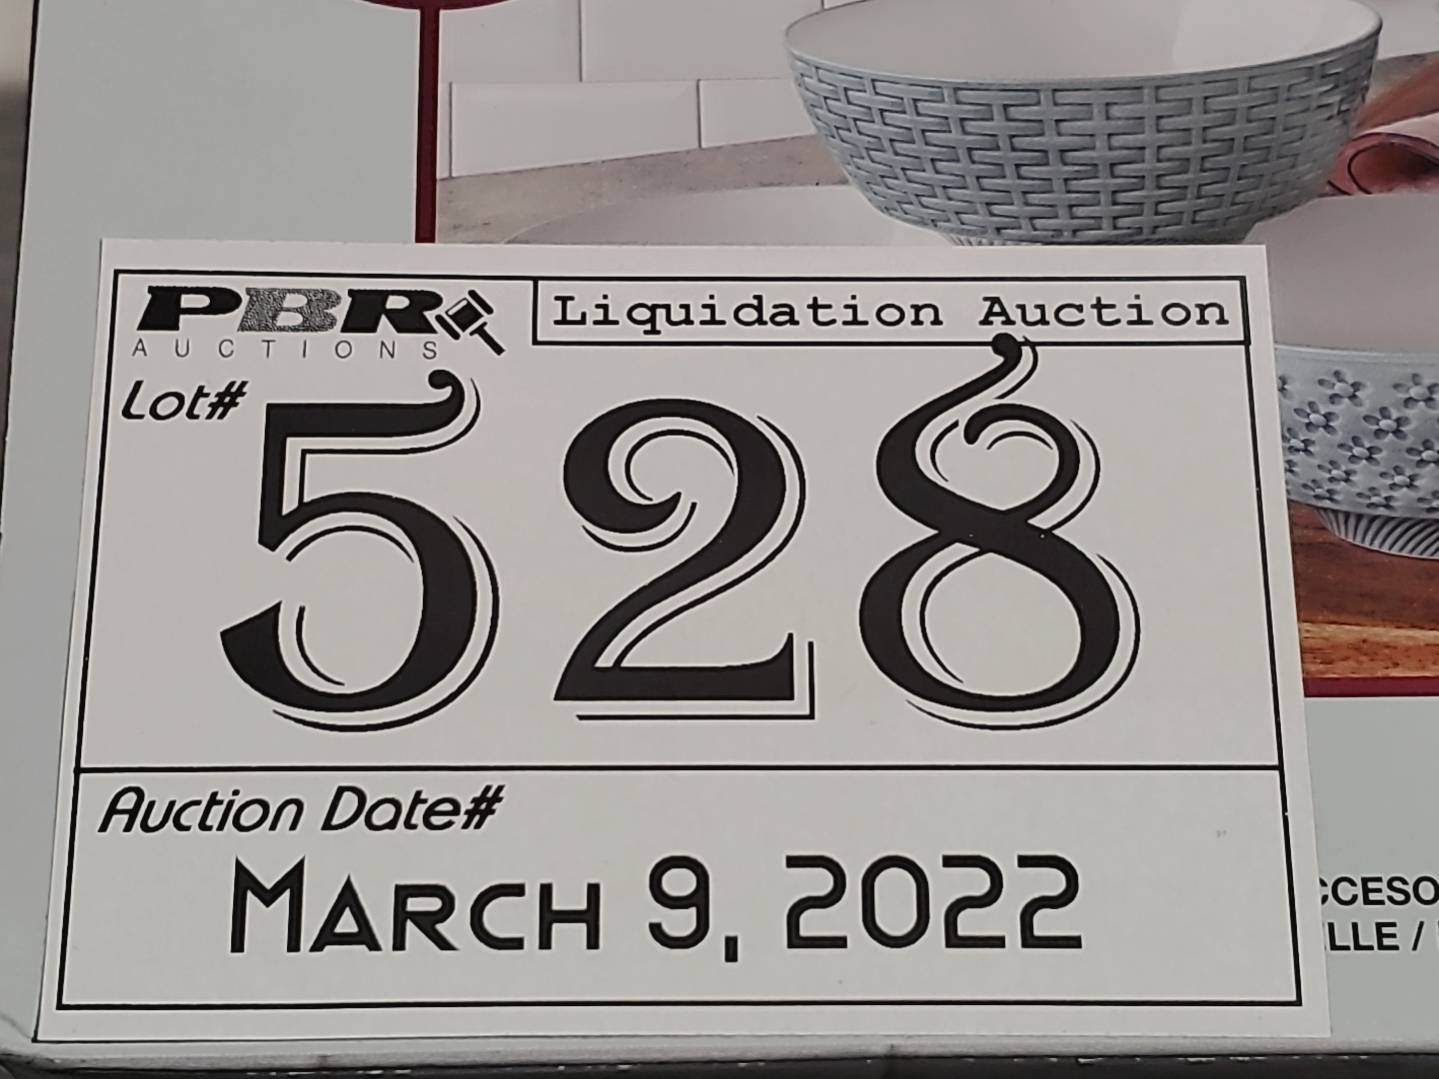 PBR
AUCTIONS
Liquidation Auction
Lot#
528
Auction Date#
March 9, 2022